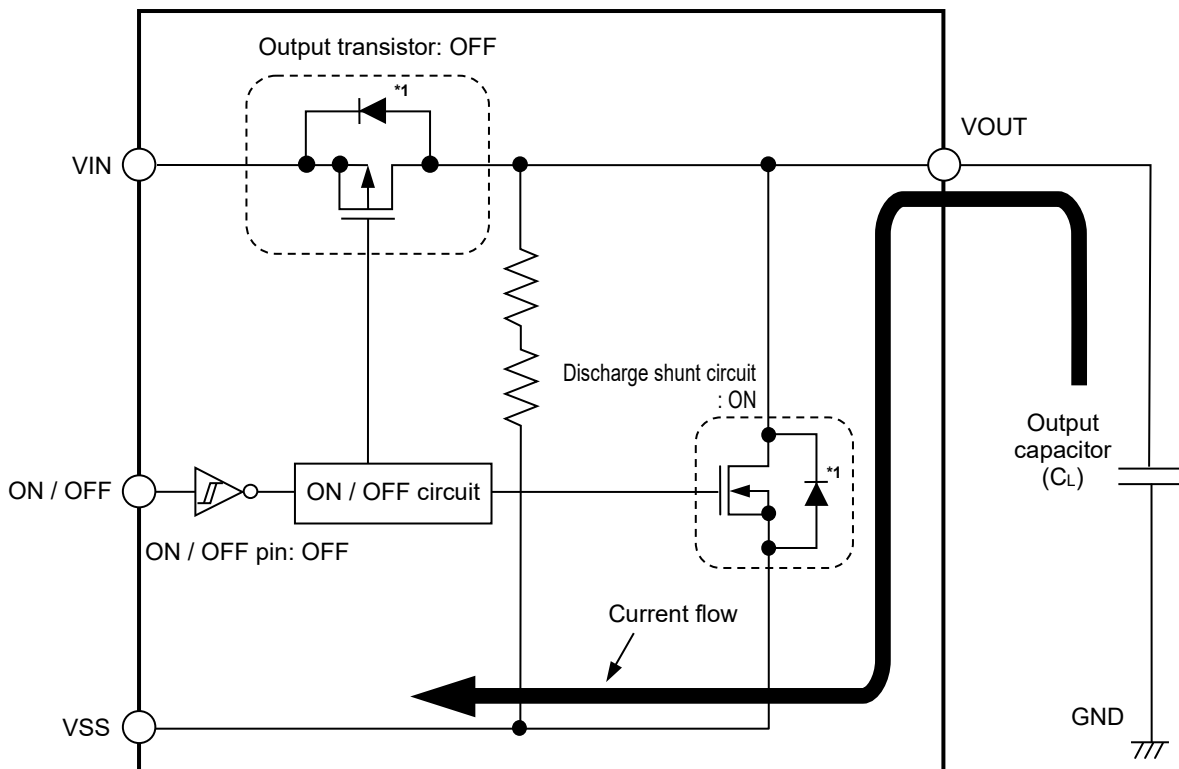 Output transistor: OFF
*1
VOUT
VIN
Discharge shunt circuit
: ON
*1
Output
capacitor
(CL)
ON / OFF
ON / OFF circuit
ON / OFF pin: OFF
Current flow
GND
VSS